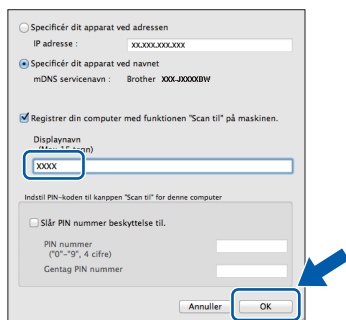 Specificér dit apparat ved adressen
IP adresse : xx.xxx.xxx.xxx
Specificér dit apparat ved navnet
mDNS servicenavn : Brother XXX-JXXXXDW
Registrer din computer med funktionen "Scan til" på maskinen.
Displaynavn
(Max 15 tegn)
XXXX
Indstil PIN-koden til knappen "Scan til" for denne computer
Slår PIN nummer beskyttelse til.
PIN nummer
("0"-"9", 4 cifre)
Gentag PIN nummer
Annuller OK